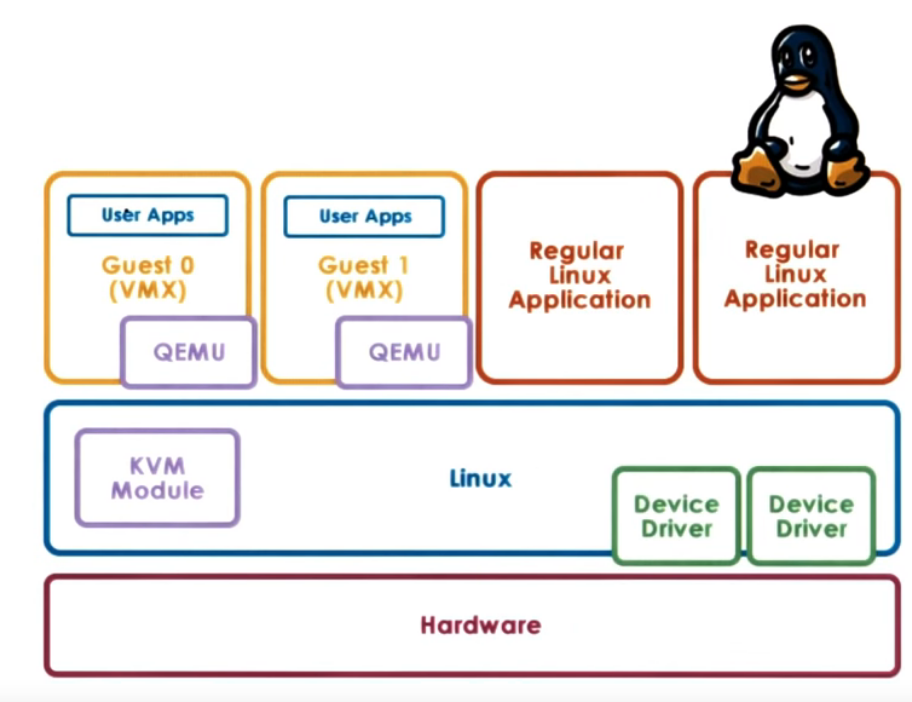 User Apps
Guest 0
(VMX)
QEMU
User Apps
Guest 1
(VMX)
QEMU
Regular
Linux
Application
Regular
Linux
Application
KVM
Module
Linux
Device
Driver
Device
Driver
Hardware